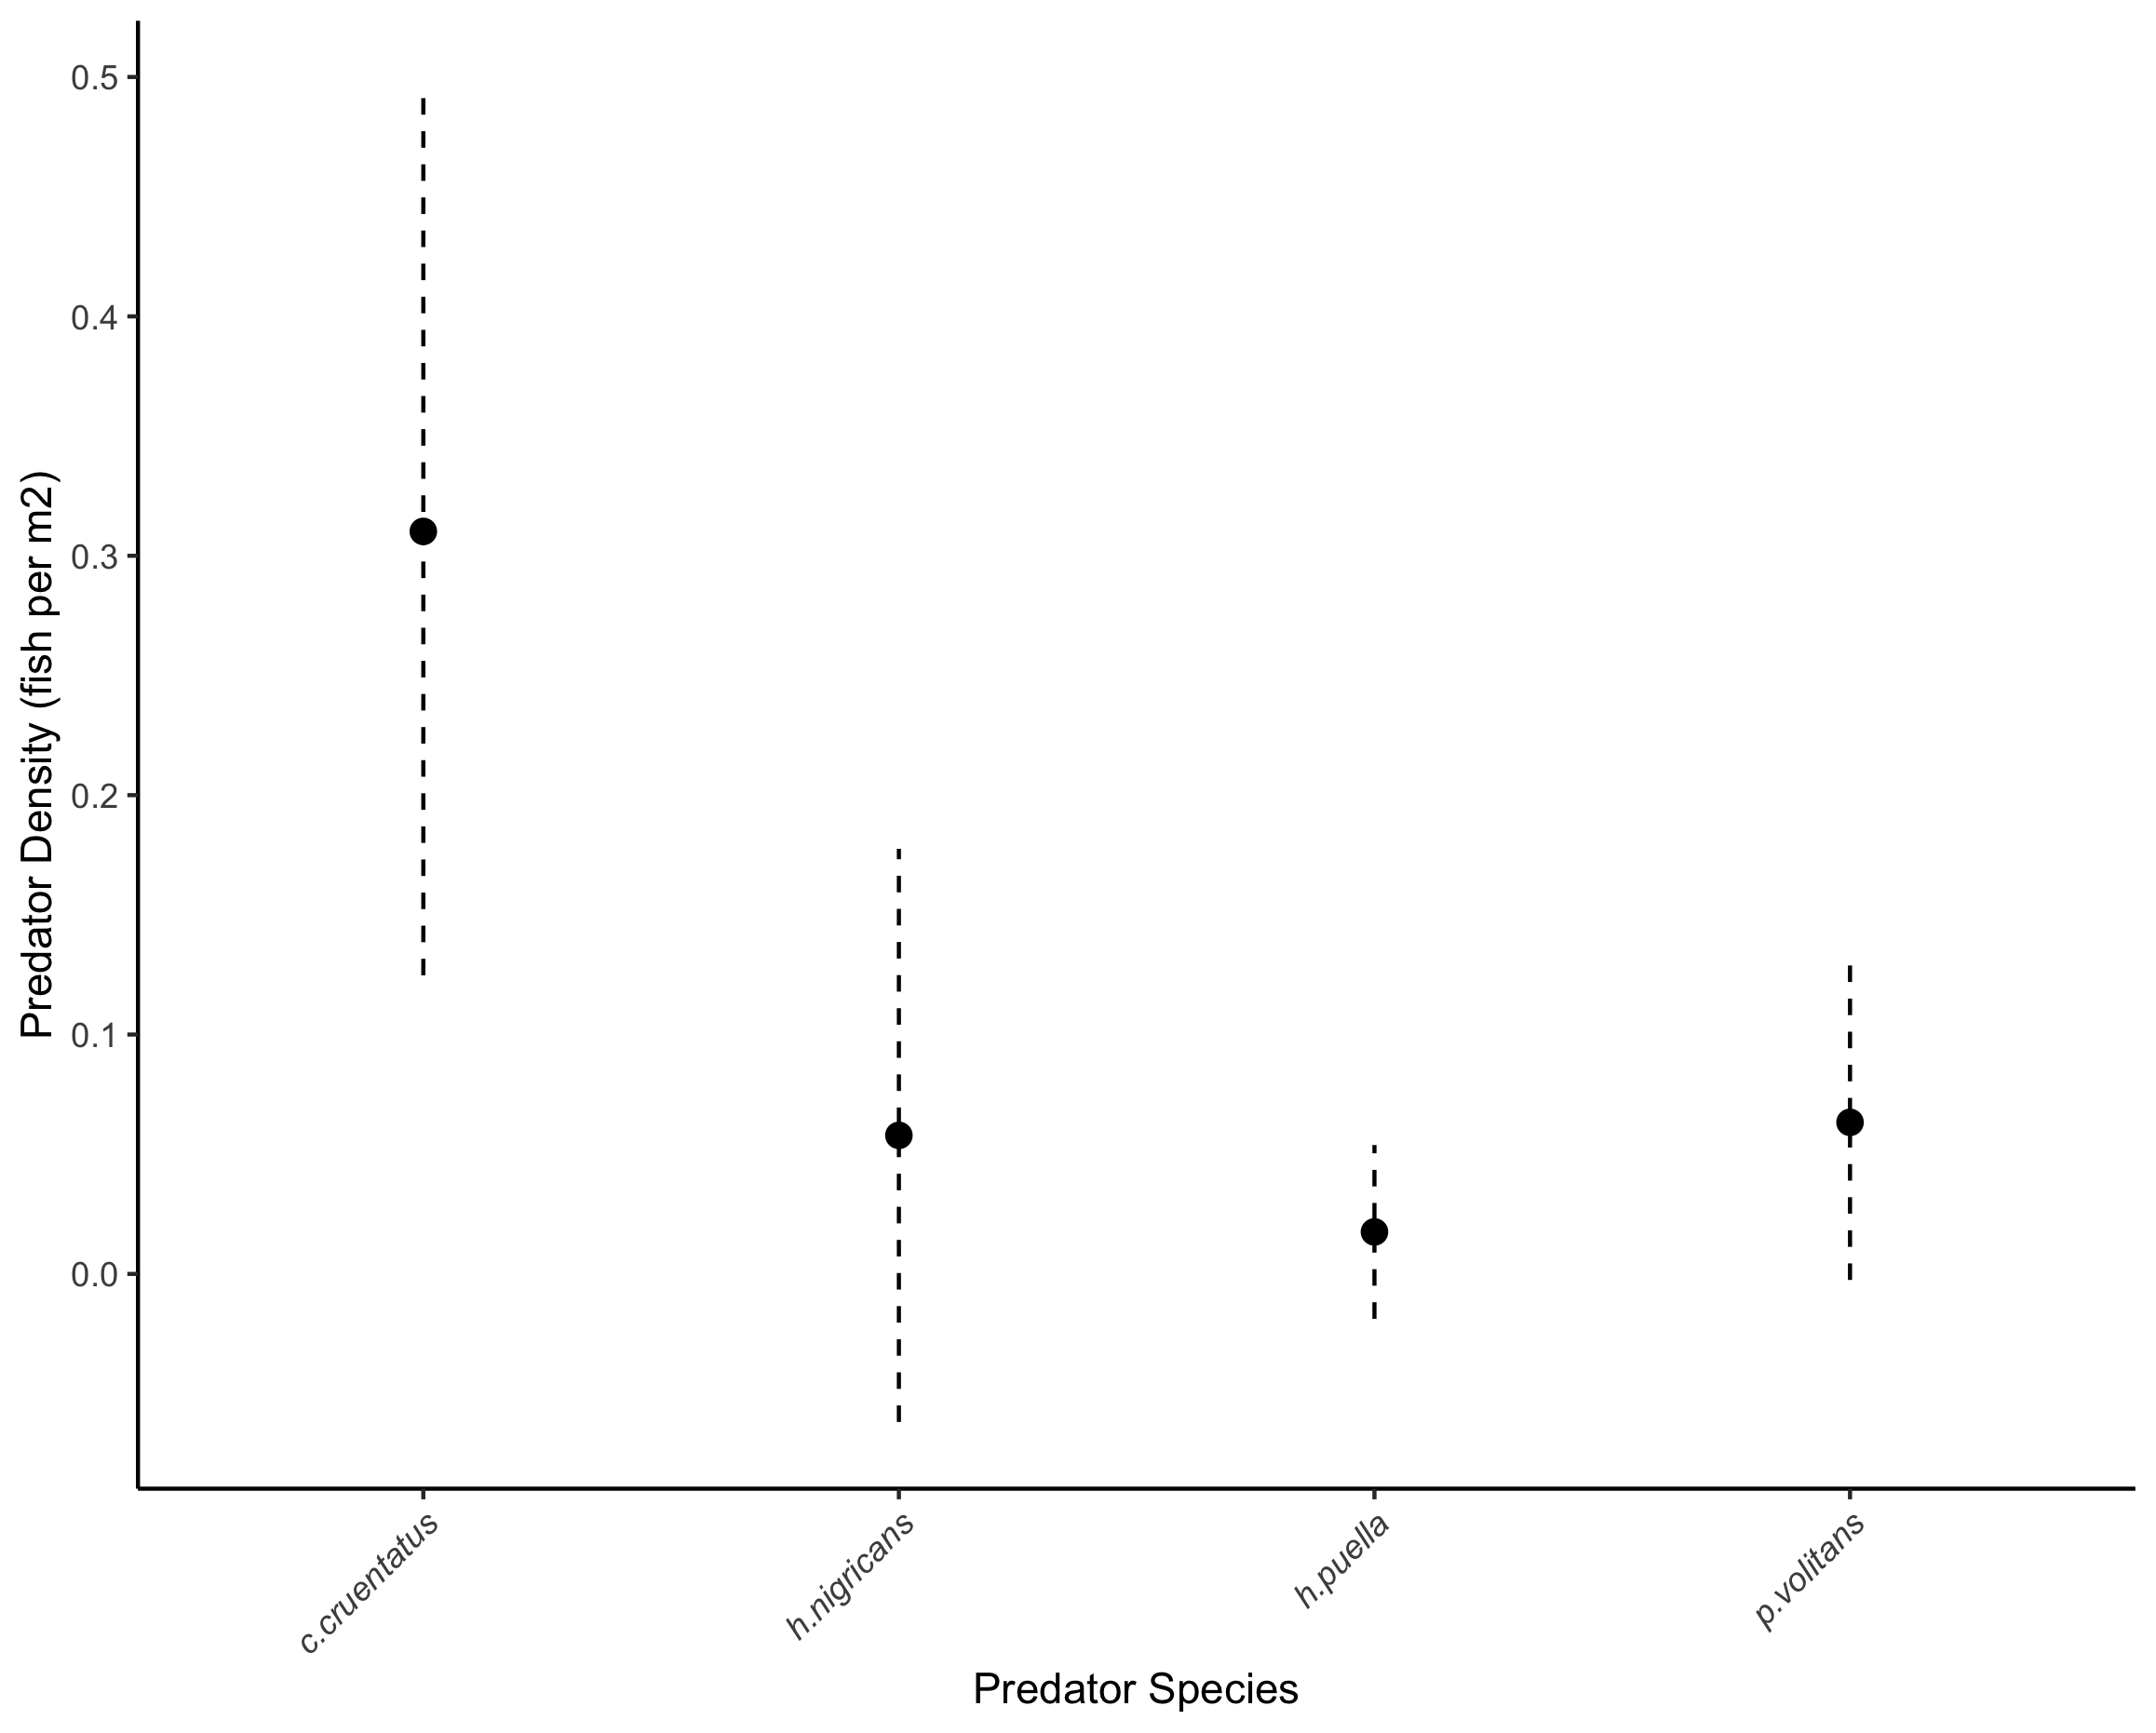 Predator Density (fish per m2)
0.5
0.4
0.3
0.2
0.1
0.0
c.cruentatus
h.nigricans
h.puella
p.volitans
Predator Species